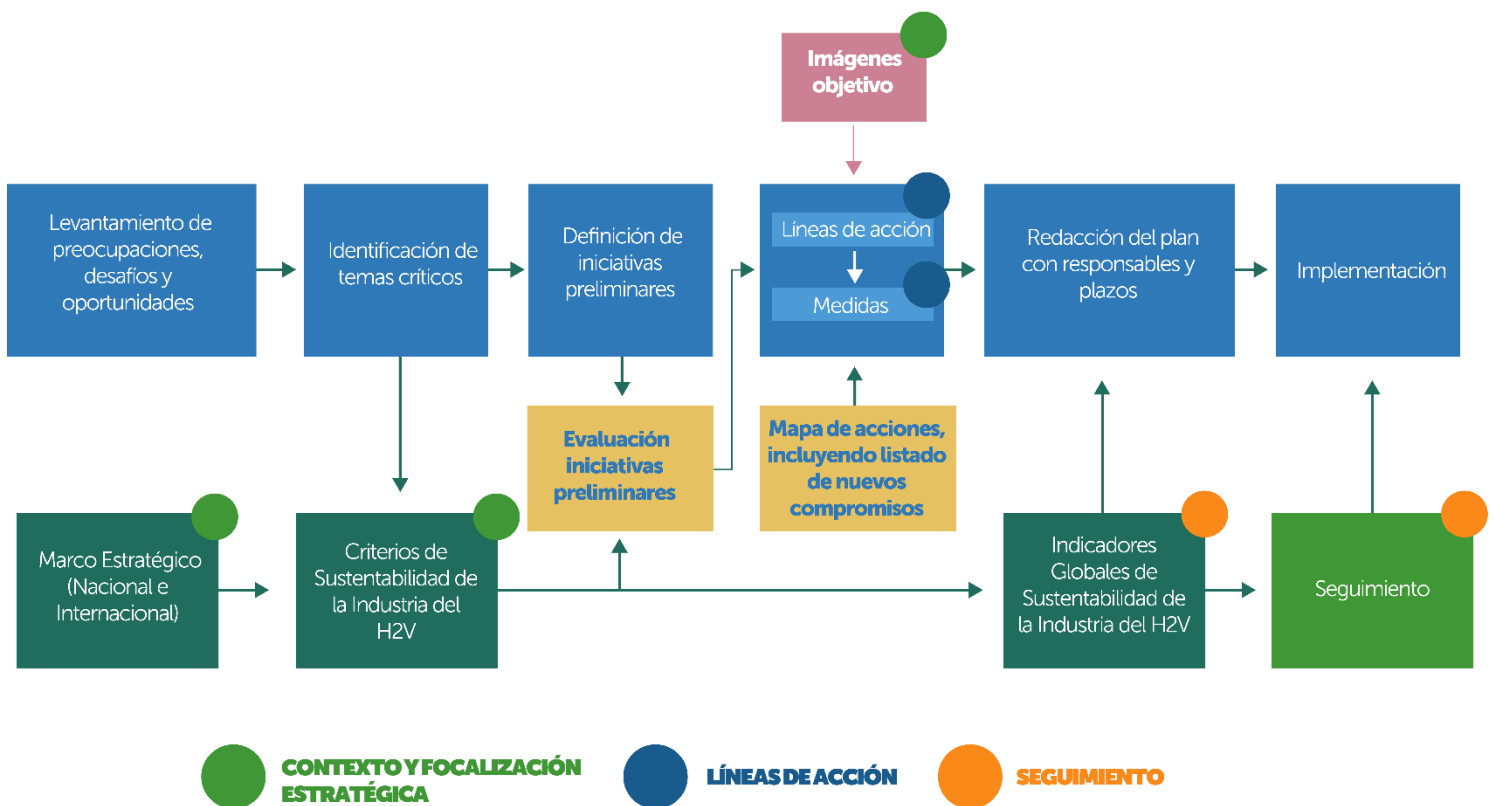 Imágenes
objetivo
Levantamiento de
preocupaciones,
desafíos y
oportunidades
Identificación de
temas críticos
Definición de
iniciativas
preliminares
Líneas de acción
Medidas
Redacción del plan
con responsables y
plazos
Implementación
Evaluación
iniciativas
preliminares
Mapa de acciones,
incluyendo listado
de nuevos
compromisos
Marco Estratégico
(Nacional e
Internacional)
Criterios de
Sustentabilidad de
la Industria del
H2V
Indicadores
Globales de
Sustentabilidad de
la Industria del H2V
Seguimiento
CONTEXTO Y FOCALIZACIÓN
ESTRATÉGICA
LÍNEAS DE ACCIÓN
SEGUIMIENTO